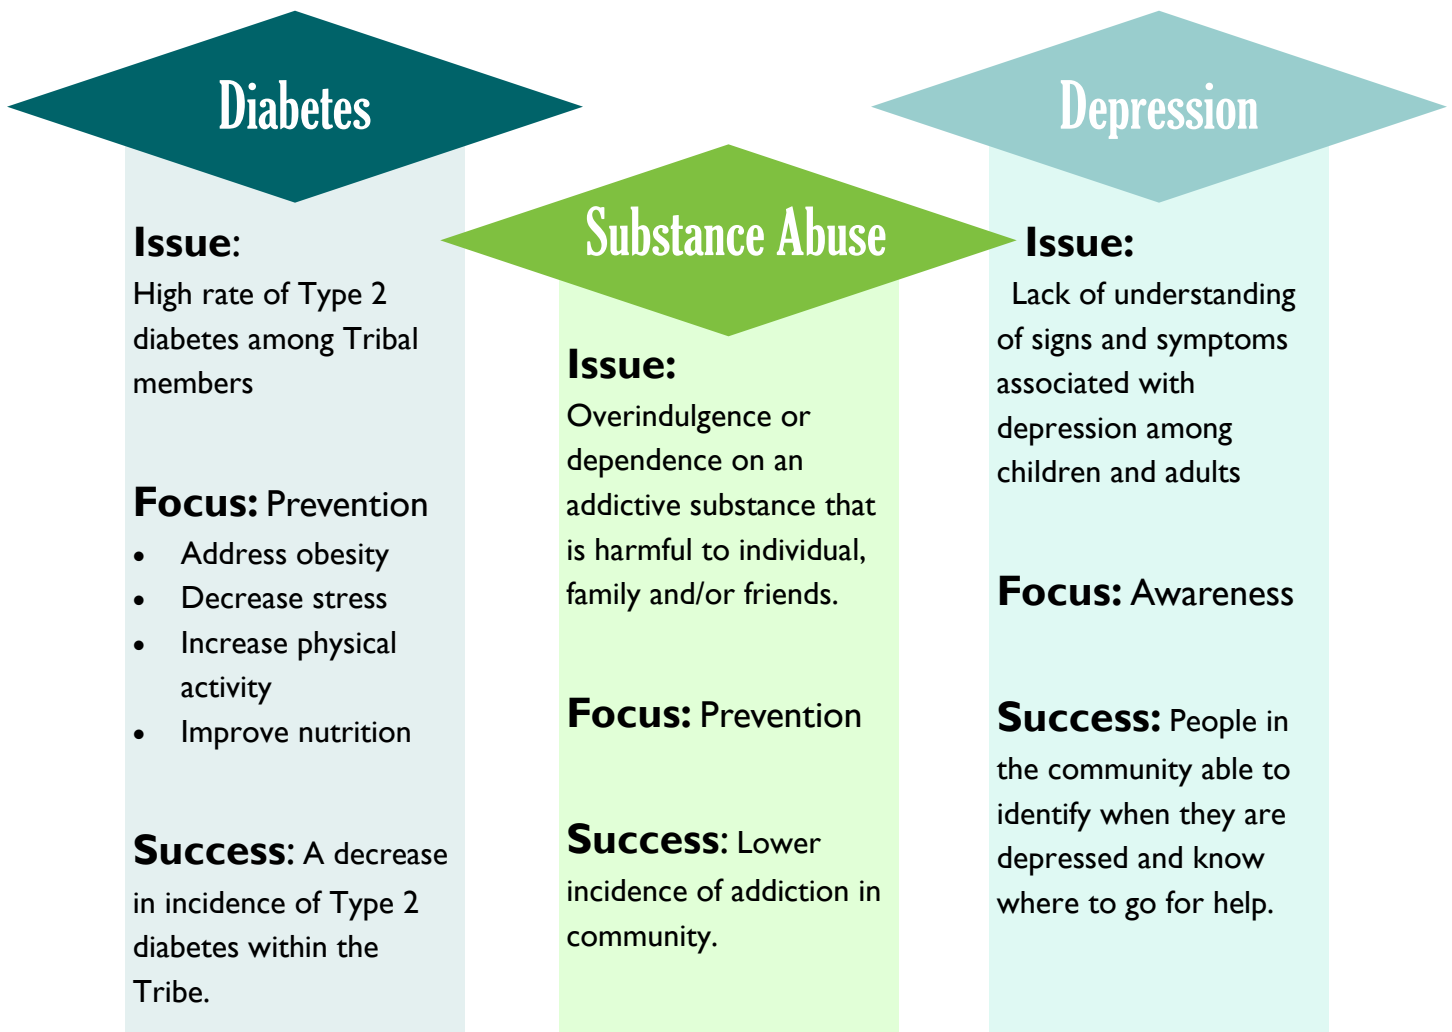 Diabetes
Issue:
High rate of Type 2
diabetes among Tribal
members
Focus: Prevention
• Address obesity
• Decrease stress
• Increase physical
activity
• Improve nutrition
Success: A decrease
in incidence of Type 2
diabetes within the
Tribe.
Substance Abuse
Issue:
Overindulgence or
dependence on an
addictive substance that
is harmful to individual,
family and/or friends.
Focus: Prevention
Success: Lower
incidence of addiction in
community.
Depression
Issue:
Lack of understanding
of signs and symptoms
associated with
depression among
children and adults
Focus: Awareness
Success: People in
the community able to
identify when they are
depressed and know
where to go for help.